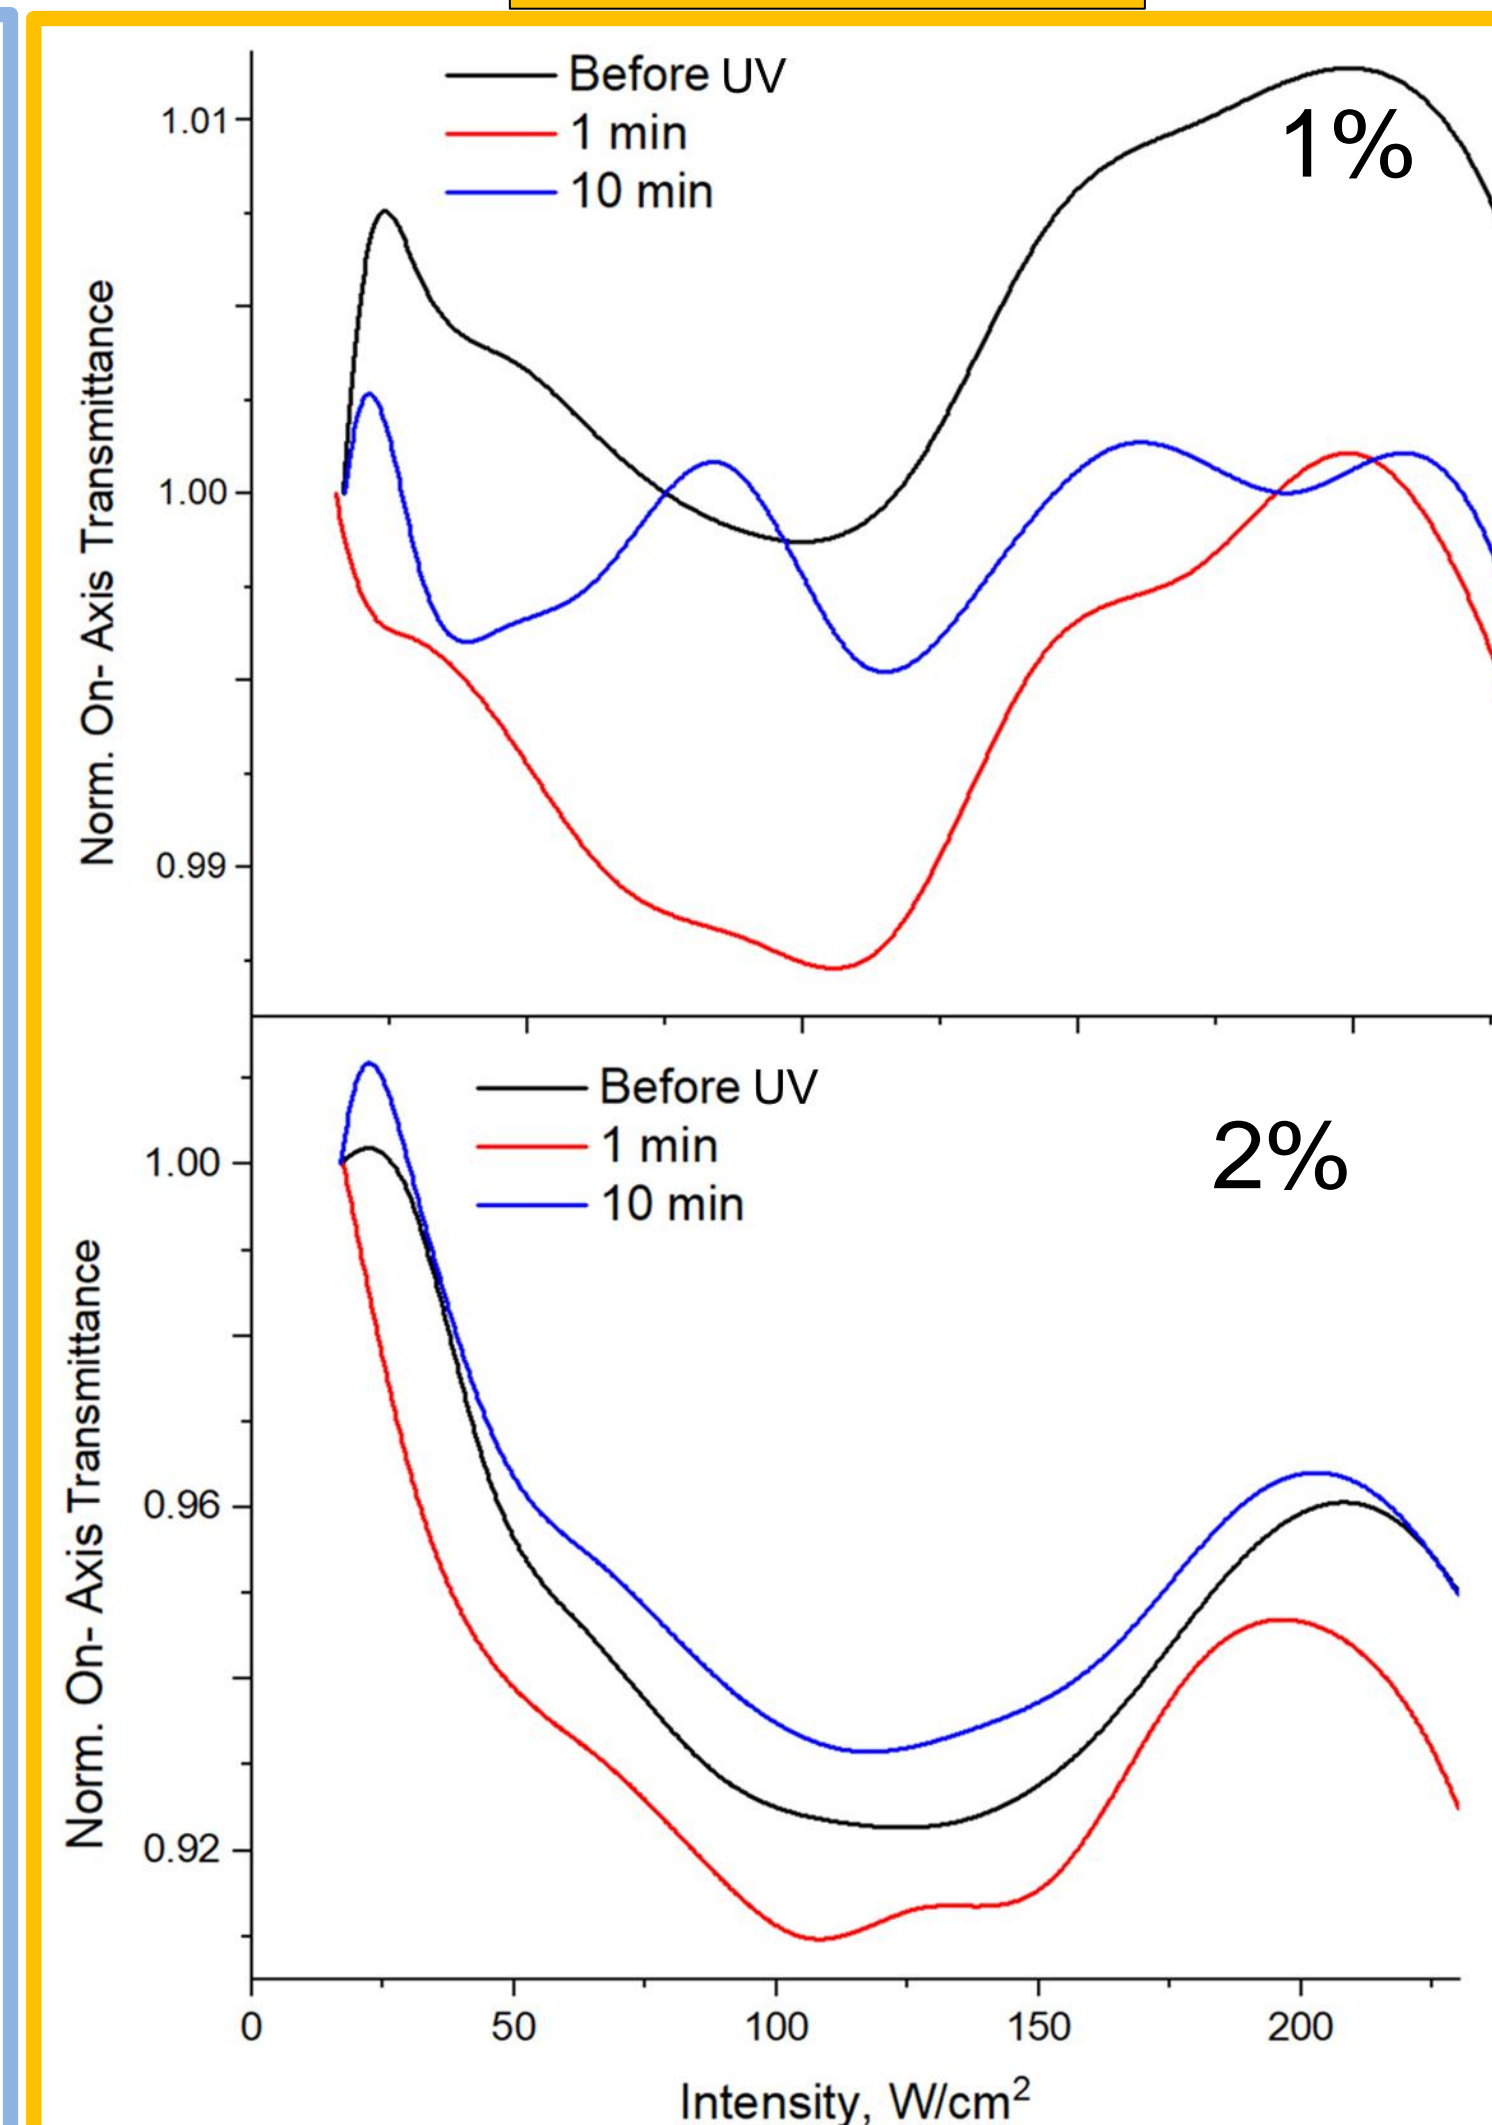 Before UV
1 min
10 min
1%
1.01
1.00
0.99
Norm. On- Axis Transmittance
Before UV
1 min
10 min
2%
1.00
0.96
0.92
Norm. On- Axis Transmittance
0 50 100 150 200
Intensity, W/cm²